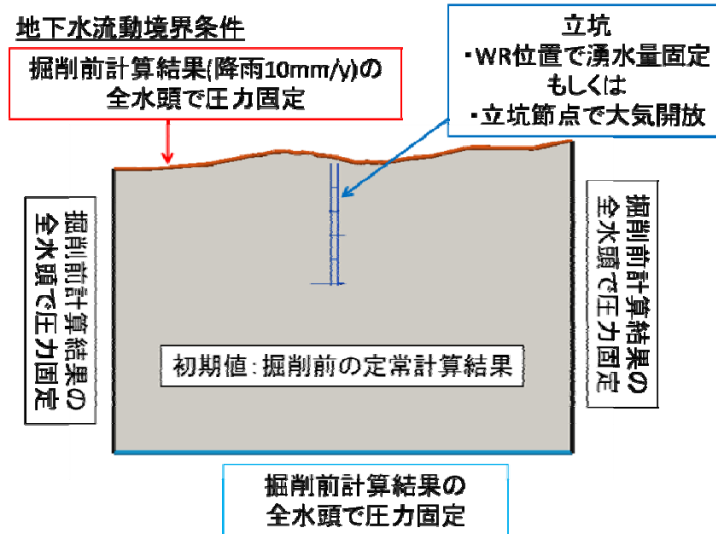 地下水流動境界条件
掘削前計算結果(降雨10mm/y)の
全水頭で圧力固定
立坑
・WR位置で湧水量固定
もしくは
・立坑節点で大気開放
掘削前計算結果の
全水頭で圧力固定
掘削前計算結果の
全水頭で圧力固定
初期値：掘削前の定常計算結果
掘削前計算結果の
全水頭で圧力固定